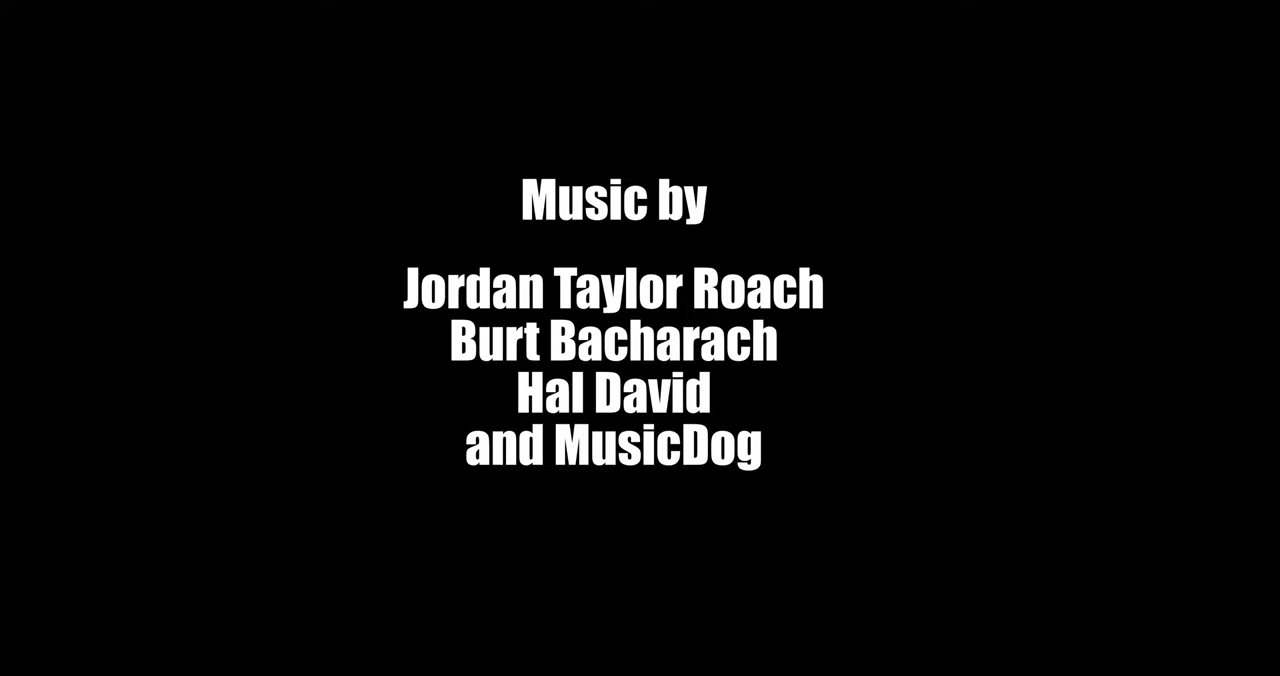 Music by
Jordan Taylor Roach
Burt Bacharach
Hal David
and MusicDog